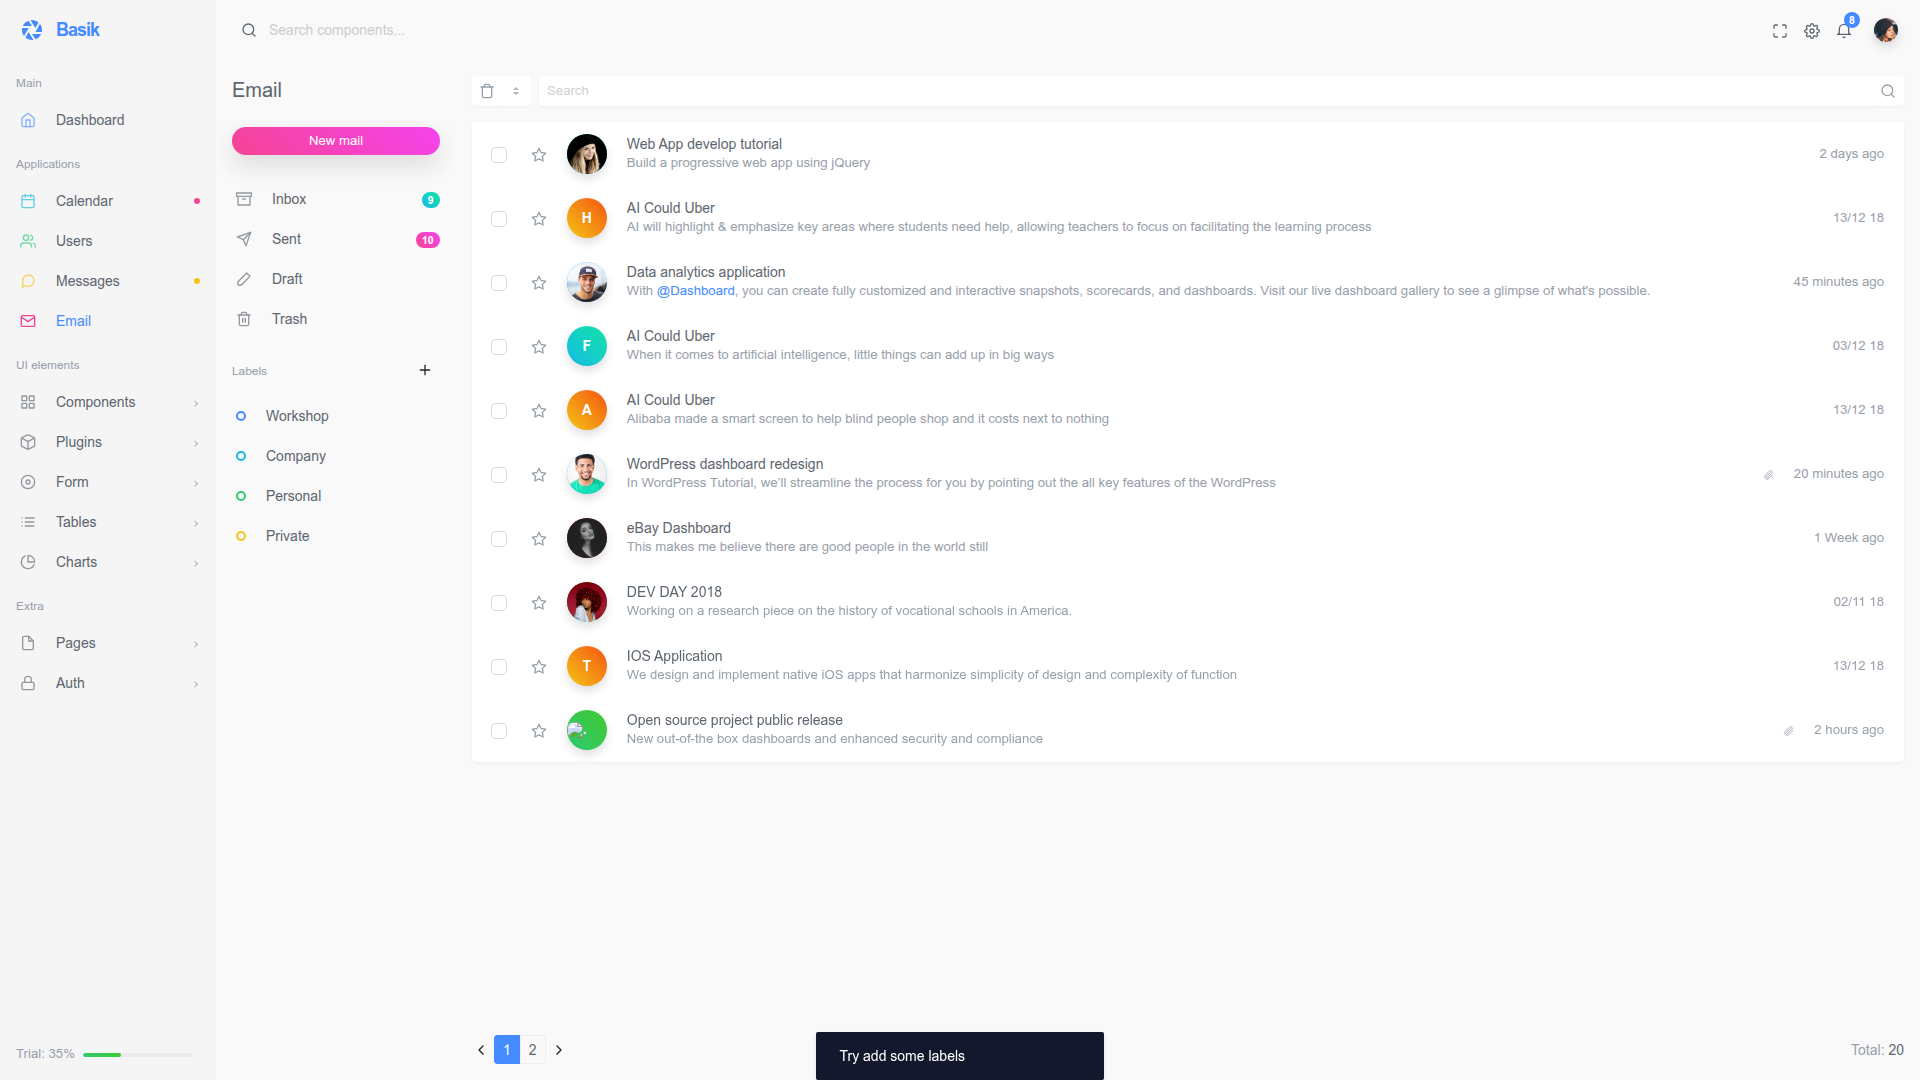 Basik
Search components...
8
Main
Dashboard
Applications
Calendar
Users
Messages
Email
UI elements
Components
Plugins
Form
Tables
Charts
Extra
Pages
Auth
Trial: 35%
Email
New mail
Inbox 9
Sent 10
Draft
Trash
Labels
Workshop
Company
Personal
Private
Search
Web App develop tutorial
Build a progressive web app using jQuery
2 days ago
H
AI Could Uber
AI will highlight & emphasize key areas where students need help, allowing teachers to focus on facilitating the learning process
13/12 18
Data analytics application
With @Dashboard, you can create fully customized and interactive snapshots, scorecards, and dashboards. Visit our live dashboard gallery to see a glimpse of what's possible.
45 minutes ago
F
AI Could Uber
When it comes to artificial intelligence, little things can add up in big ways
03/12 18
A
AI Could Uber
Alibaba made a smart screen to help blind people shop and it costs next to nothing
13/12 18
WordPress dashboard redesign
In WordPress Tutorial, we’ll streamline the process for you by pointing out the all key features of the WordPress
20 minutes ago
eBay Dashboard
This makes me believe there are good people in the world still
1 Week ago
DEV DAY 2018
Working on a research piece on the history of vocational schools in America.
02/11 18
T
IOS Application
We design and implement native iOS apps that harmonize simplicity of design and complexity of function
13/12 18
Open source project public release
New out-of-the box dashboards and enhanced security and compliance
2 hours ago
1 2
Try add some labels
Total: 20